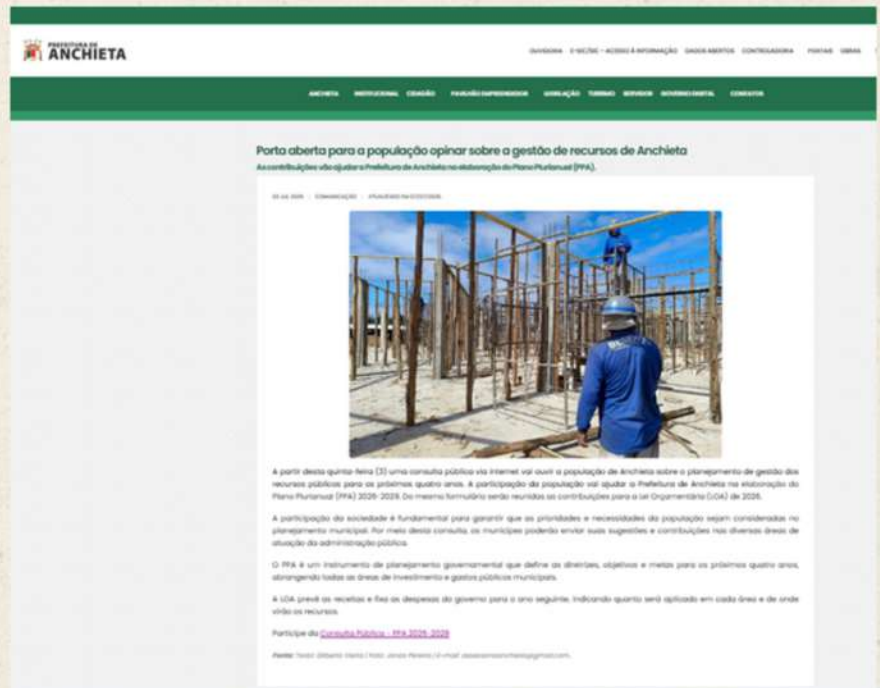 PREFEITURA DE
ANCHIETA
OUVIDORIA E-SIC/SIC - ACESSO À INFORMAÇÃO DADOS ABERTOS CONTROLADORIA PORTAIS OBRAS
ANCHIETA INSTITUCIONAL CIDADÃO PAVILHÃO EMPREENDEDOR LEGISLAÇÃO TURISMO SERVIDOR GOVERNO DIGITAL CONTATOS
Porta aberta para a população opinar sobre a gestão de recursos de Anchieta
As contribuições vão ajudar a Prefeitura de Anchieta na elaboração do Plano Plurianual (PPA).
COMUNICAÇÃO
A partir desta quinta-feira (3) uma consulta pública via internet vai ouvir a população de Anchieta sobre o planejamento de gestão dos
recursos públicos para os próximos quatro anos. A participação da população vai ajudar a Prefeitura de Anchieta na elaboração do
Plano Plurianual (PPA) 2026-2029. Do mesmo formulário serão reunidas as contribuições para a Lei Orçamentária (LOA) de 2026.
A participação da sociedade é fundamental para garantir que as prioridades e necessidades da população sejam consideradas no
planejamento municipal. Por meio desta consulta, os munícipes poderão enviar suas sugestões e contribuições nas diversas áreas de
atuação da administração pública.
O PPA é um instrumento de planejamento governamental que define as diretrizes, objetivos e metas para os próximos quatro anos,
abrangendo todas as áreas de investimento e gastos públicos municipais.
A LOA prevê as receitas e fixa as despesas do governo para o ano seguinte, indicando quanto será aplicado em cada área e de onde
virão os recursos.
Participe da Consulta Pública - PPA 2026-2029
Fonte: Texto: / Foto: / E-mail: